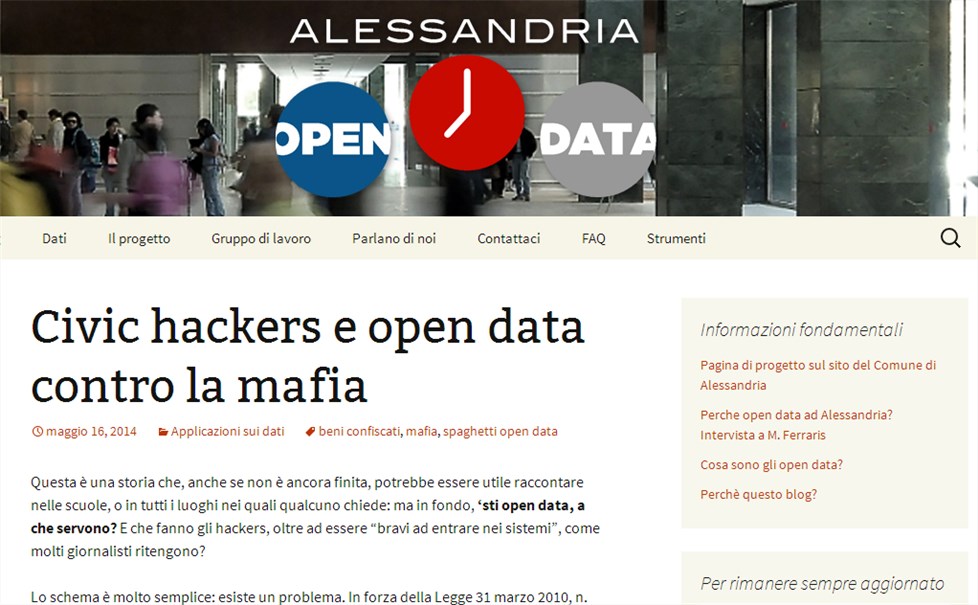 ALESSANDRIA
OPEN DATA
Dati Il progetto Gruppo di lavoro Parlano di noi Contattaci FAQ Strumenti
Civic hackers e open data
contro la mafia
maggio 16, 2014 Applicazioni sui dati beni confiscati, mafia, spaghetti open data
Questa è una storia che, anche se non è ancora finita, potrebbe essere utile raccontare
nelle scuole, o in tutti i luoghi nei quali qualcuno chiede: ma in fondo, ‘sti open data, a
che servono? E che fanno gli hackers, oltre ad essere “bravi ad entrare nei sistemi”, come
molti giornalisti ritengono?
Lo schema è molto semplice: esiste un problema. In forza della Legge 31 marzo 2010, n.
Informazioni fondamentali
Pagina di progetto sul sito del Comune di
Alessandria
Perche open data ad Alessandria?
Intervista a M. Ferraris
Cosa sono gli open data?
Perchè questo blog?
Per rimanere sempre aggiornato